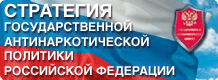 СТРАТЕГИЯ
ГОСУДАРСТВЕННОЙ
АНТИНАРКОТИЧЕСКОЙ
ПОЛИТИКИ
РОССИЙСКОЙ ФЕДЕРАЦИИ